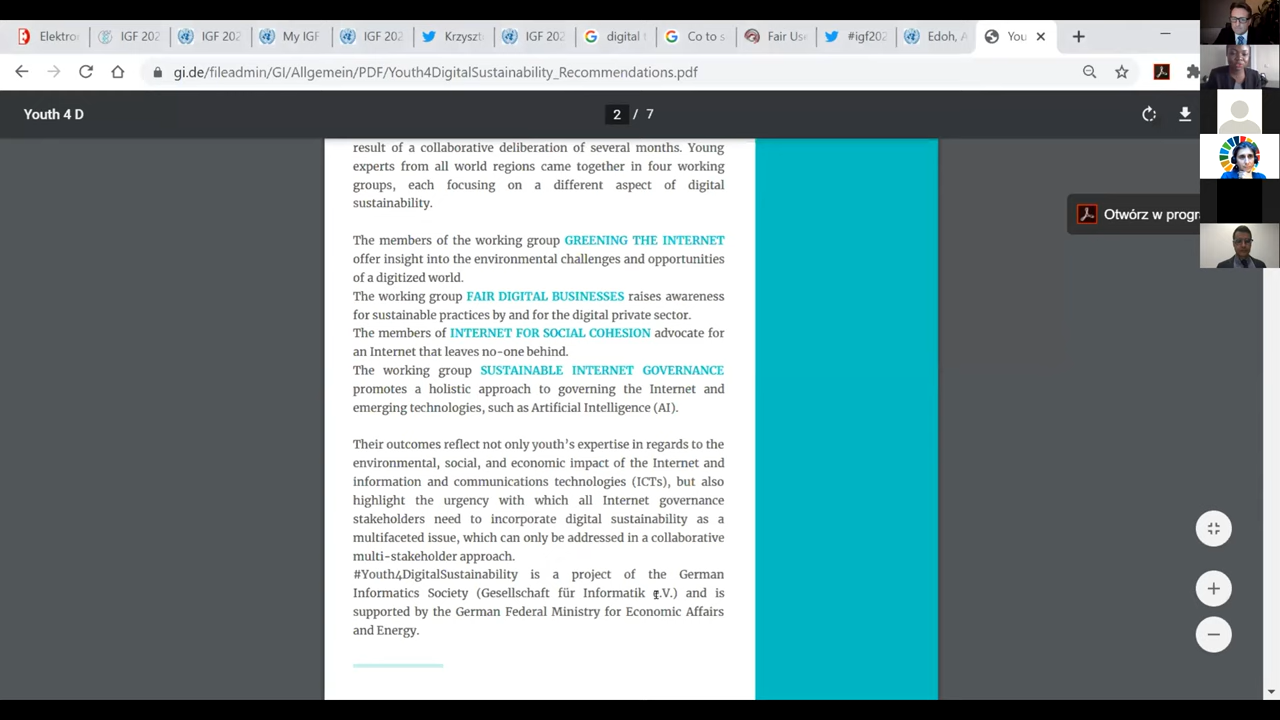 Elektro
IGF 202
IGF 202
My IGF
IGF 202
Krzyszt
IGF 202
digital t
Co to s
Fair Use
#igf202
Edoh, A
You
gi.de/fileadmin/GI/Allgemein/PDF/Youth4DigitalSustainability_Recommendations.pdf
Youth 4 D
2 / 7
result of a collaborative deliberation of several months. Young
experts from all world regions came together in four working
groups, each focusing on a different aspect of digital
sustainability.
Otwórz w progra
The members of the working group GREENING THE INTERNET
offer insight into the environmental challenges and opportunities
of a digitized world.
The working group FAIR DIGITAL BUSINESSES raises awareness
for sustainable practices by and for the digital private sector.
The members of INTERNET FOR SOCIAL COHESION advocate for
an Internet that leaves no-one behind.
The working group SUSTAINABLE INTERNET GOVERNANCE
promotes a holistic approach to governing the Internet and
emerging technologies, such as Artificial Intelligence (AI).
Their outcomes reflect not only youth's expertise in regards to the
environmental, social, and economic impact of the Internet and
information and communications technologies (ICTs), but also
highlight the urgency with which all Internet governance
stakeholders need to incorporate digital sustainability as a
multifaceted issue, which can only be addressed in a collaborative
multi-stakeholder approach.
#Youth4DigitalSustainability is a project of the German
Informatics Society (Gesellschaft für Informatik e.V.) and is
supported by the German Federal Ministry for Economic Affairs
and Energy.